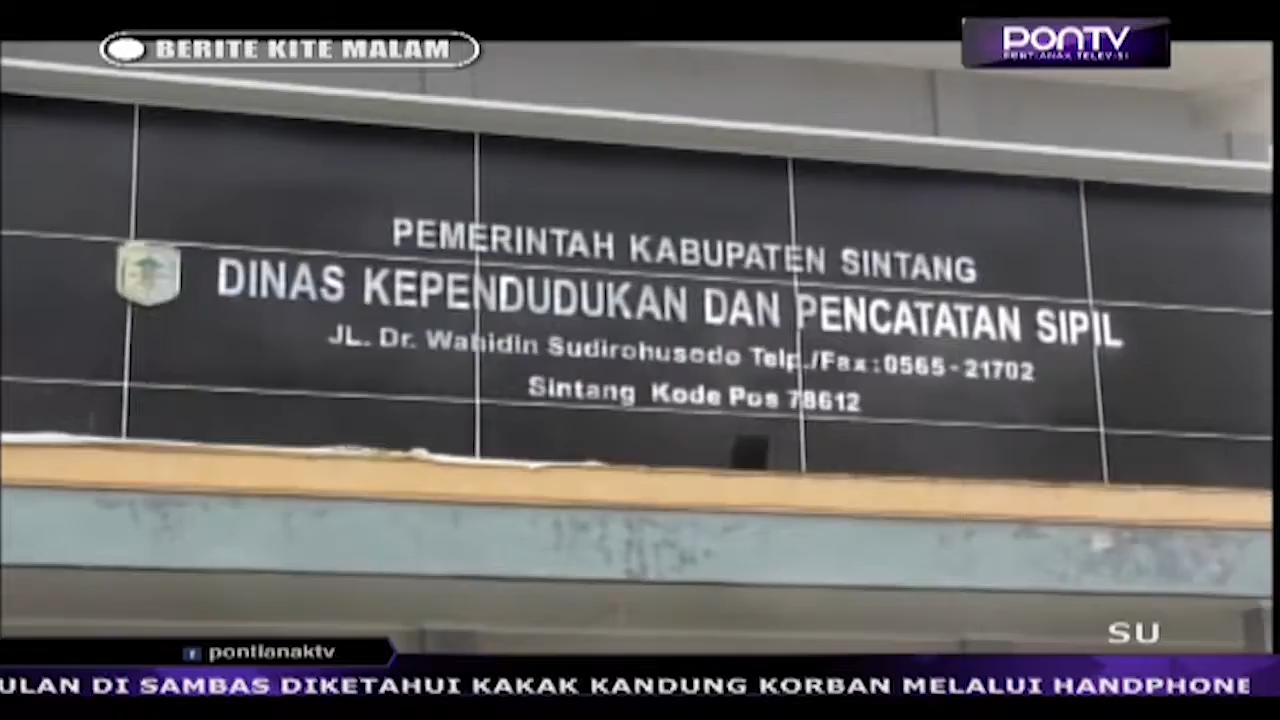 BERITE KITE MALAM
PONTV
PONTIANAK TELEVISI
PEMERINTAH KABUPATEN SINTANG
DINAS KEPENDUDUKAN DAN PENCATATAN SIPIL
JL. Dr. Wahidin Sudirohusodo Telp./Fax:0565-21702
Sintang Kode Pos 78612
SU
pontianaktv
ULAN DI SAMBAS DIKETAHUI KAKAK KANDUNG KORBAN MELALUI HANDPHONE